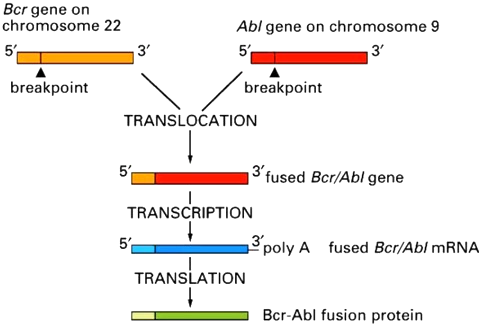 Bcr gene on
chromosome 22
Abl gene on chromosome 9
5′ 3′
5′ 3′
breakpoint
breakpoint
TRANSLOCATION
5′ 3′ fused Bcr/Abl gene
TRANSCRIPTION
5′ 3′ poly A fused Bcr/Abl mRNA
TRANSLATION
Bcr-Abl fusion protein